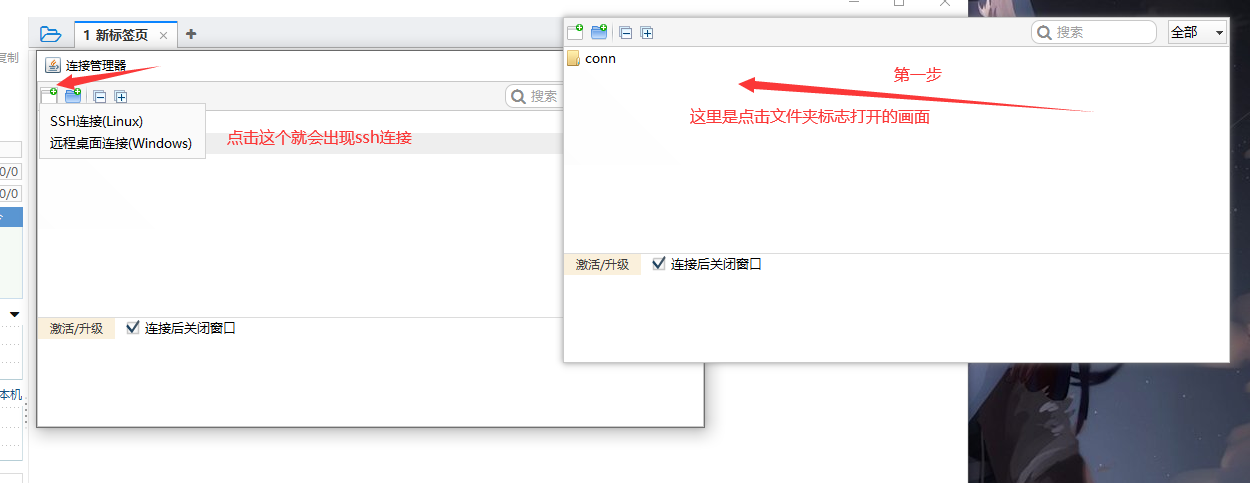 1 新标签页
复制
连接管理器
搜索
SSH连接(Linux)
远程桌面连接(Windows)
点击这个就会出现ssh连接
0/0
0/0
激活/升级
连接后关闭窗口
本机
搜索
全部
conn
第一步
这里是点击文件夹标志打开的画面
激活/升级
连接后关闭窗口